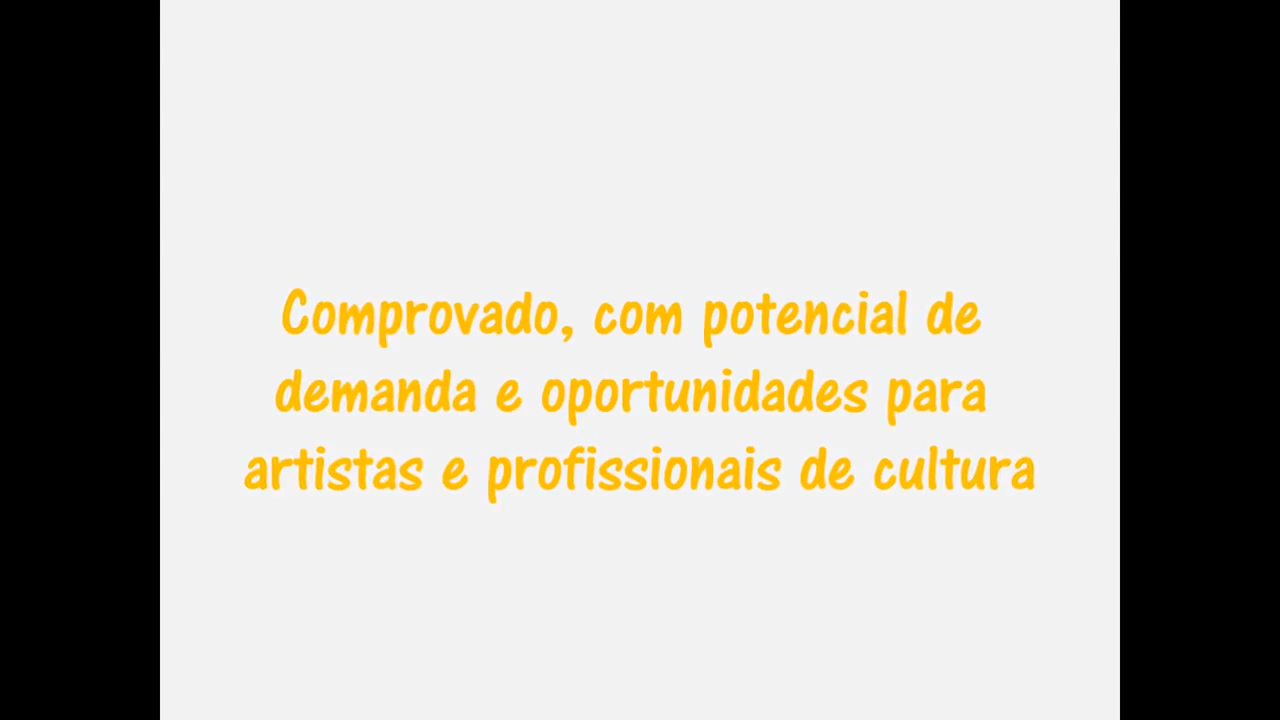 Comprovado, com potencial de
demanda e oportunidades para
artistas e profissionais de cultura